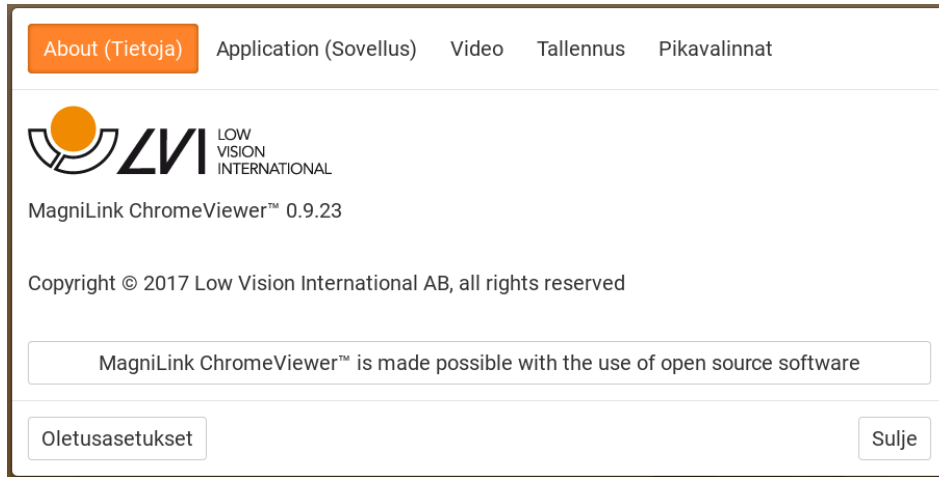 About (Tietoja) Application (Sovellus) Video Tallennus Pikavalinnat
LVI LOW
VISION
INTERNATIONAL
MagniLink ChromeViewer™ 0.9.23
Copyright © 2017 Low Vision International AB, all rights reserved
MagniLink ChromeViewer™ is made possible with the use of open source software
Oletusasetukset Sulje